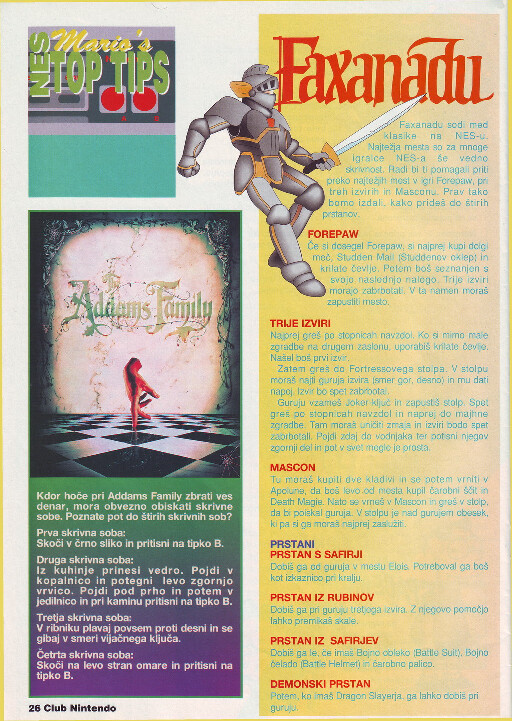 NES
Mario's
TOP TIPS
Faxanadu
Faxanadu sodi med
klasike na NES-u.
Najtežja mesta so za mnoge
igralce NES-a še vedno
skrivnost. Radi bi ti pomagali priti
preko najtežjih mest v igri Forepaw, pri
treh izvirih in Masconu. Prav tako
bomo izdali, kako prideš do štirih
prstanov.
FOREPAW
Če si dosegel Forepaw, si najprej kupi dolgi
meč, Studden Mail (Studdenov oklep) in
krilate čevlje. Potem boš seznanjen s
svojo naslednjo nalogo. Trije izviri
morajo zabrbotati. V ta namen moraš
zapustiti mesto.
TRIJE IZVIRI
Najprej greš po stopnicah navzdol. Ko si mimo male
zgradbe na drugem zaslonu, uporabiš krilate čevlje.
Našel boš prvi izvir.
Zatem greš do Fortressovega stolpa. V stolpu
moraš najti guruja izvira (smer gor, desno) in mu dati
napoj. Izvir bo spet zabrbotal.
Guruju vzameš Joker ključ in zapustiš stolp. Spet
greš po stopnicah navzdol in naprej do majhne
zgradbe. Tam moraš uničiti zmaja in izviri bodo spet
zabrbotali. Pojdi zdaj do vodnjaka ter potisni njegov
zgornji del in pot v svet megle je prosta.
MASCON
Tu moraš kupiti dve kladivi in se potem vrniti v
Apolune, da boš levo od mesta kupil čarobni ščit in
Death Magie. Nato se vrneš v Mascon in greš v stolp,
da bi poiskal guruja. V stolpu je nad gurujem obesek,
ki pa si ga moraš najprej zaslužiti.
PRSTANI
PRSTAN S SAFIRJI
Dobiš ga od guruja v mestu Elois. Potreboval ga boš
kot izkaznico pri kralju.
PRSTAN IZ RUBINOV
Dobiš ga pri guruju tretjega izvira. Z njegovo pomočjo
lahko premikaš skale.
PRSTAN IZ SAFIRJEV
Dobiš ga le, če imaš Bojno obleko (Battle Suit), Bojno
čelado (Battle Helmet) in čarobno palico.
DEMONSKI PRSTAN
Potem, ko imaš Dragon Slayerja, ga lahko dobiš pri
guruju.
The
Addams Family
Kdor hoče pri Addams Family zbrati ves
denar, mora obvezno obiskati skrivne
sobe. Poznate pot do štirih skrivnih sob?
Prva skrivna soba:
Skoči v črno sliko in pritisni na tipko B.
Druga skrivna soba:
Iz kuhinje prinesi vedro. Pojdi v
kopalnico in potegni levo zgornjo
vrvico. Pojdi pod prho in potem v
jedilnico in pri kaminu pritisni na tipko B.
Tretja skrivna soba:
V ribniku plavaj povsem proti desni in se
gibaj v smeri vijačnega ključa.
Četrta skrivna soba:
Skoči na levo stran omare in pritisni na
tipko B.
26 Club Nintendo